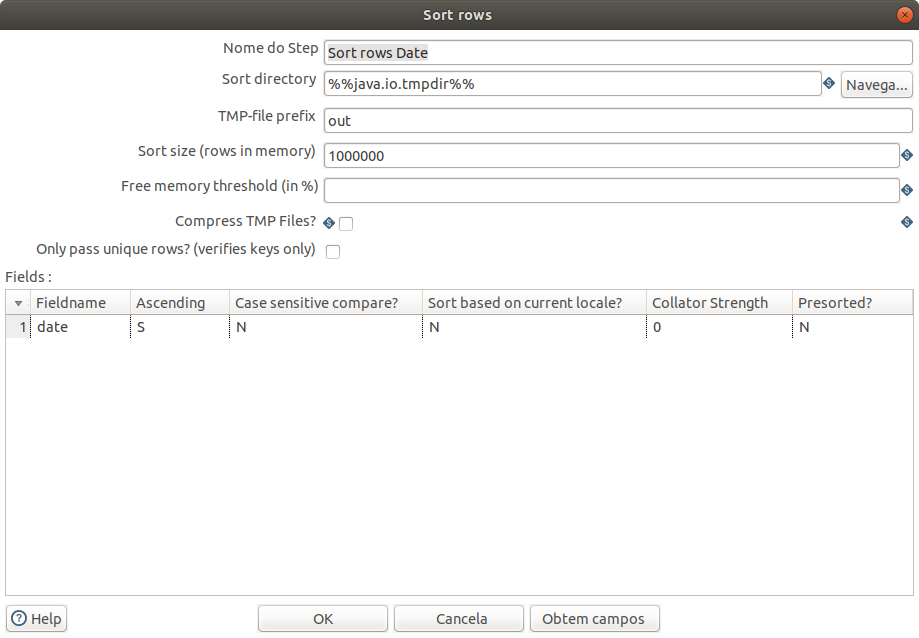 Sort rows
Nome do Step Sort rows Date
Sort directory %%java.io.tmpdir%% Navega...
TMP-file prefix out
Sort size (rows in memory) 1000000
Free memory threshold (in %)
Compress TMP Files?
Only pass unique rows? (verifies keys only)
Fields :
Fieldname Ascending Case sensitive compare? Sort based on current locale? Collator Strength Presorted?
1 date S N N 0 N
Help OK Cancela Obtem campos